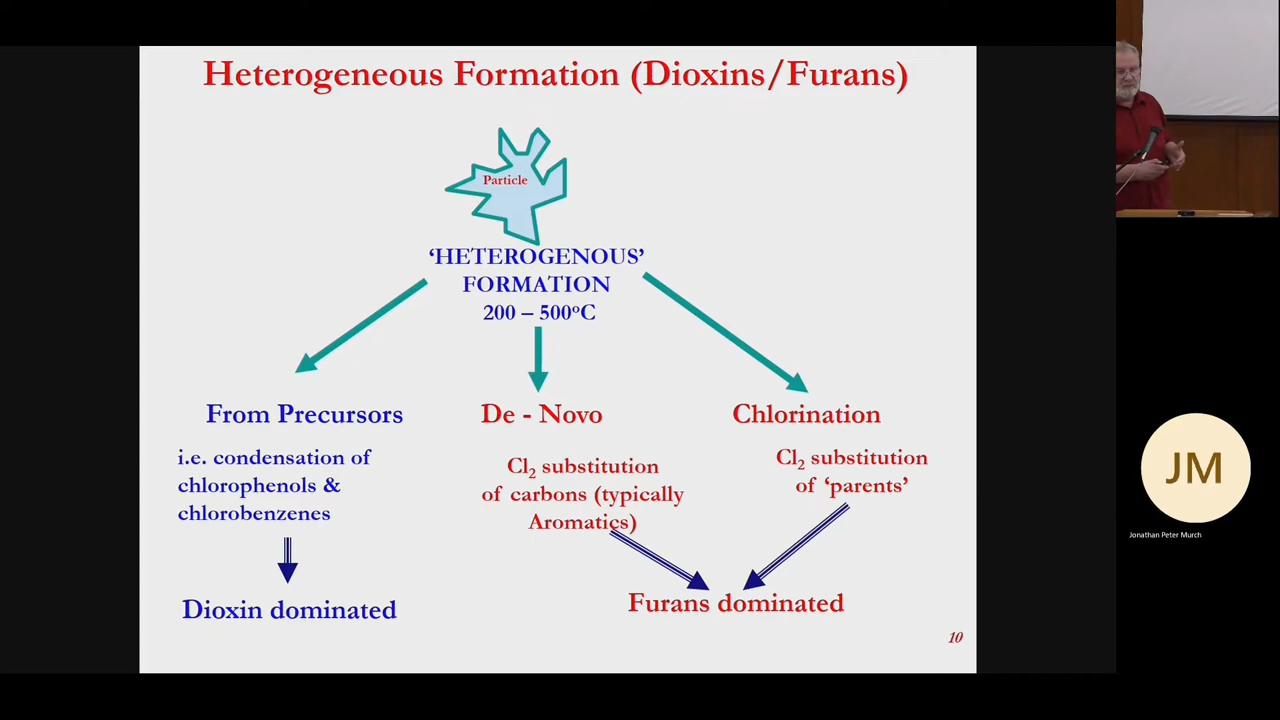 Heterogeneous Formation (Dioxins/Furans)
Particle
‘HETEROGENOUS’
FORMATION
200 – 500ºC
From Precursors
i.e. condensation of
chlorophenols &
chlorobenzenes
Dioxin dominated
De - Novo
Cl₂ substitution
of carbons (typically
Aromatics)
Chlorination
Cl₂ substitution
of ‘parents’
Furans dominated
10
JM
Jonathan Peter Murch